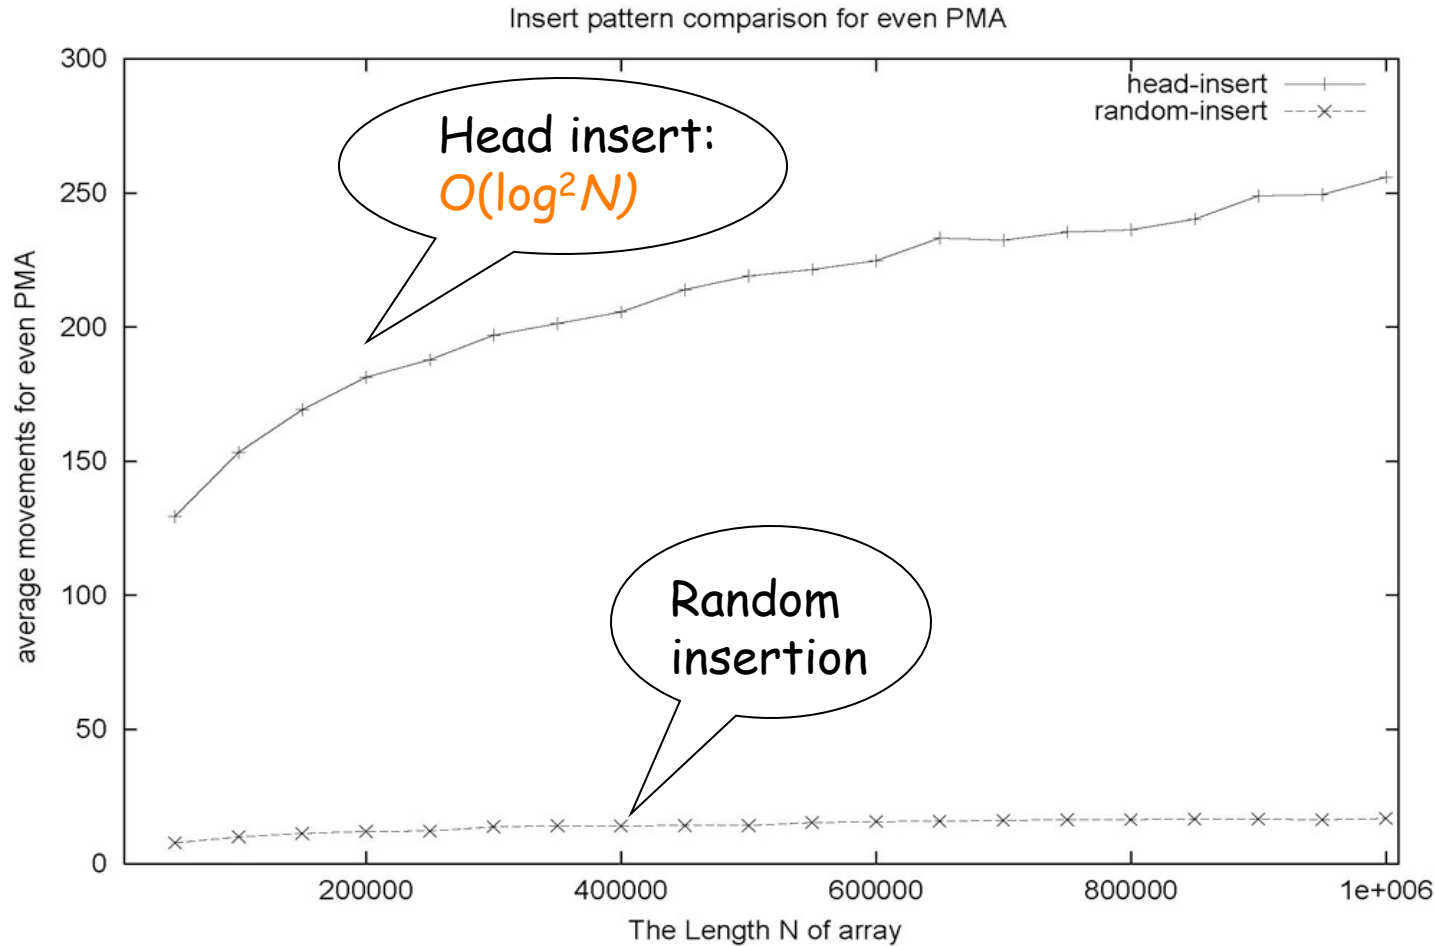 Insert pattern comparison for even PMA
300
250
200
150
100
50
0
average movements for even PMA
head-insert
random-insert
Head insert:
O(log²N)
Random
insertion
200000 400000 600000 800000 1e+006
The Length N of array